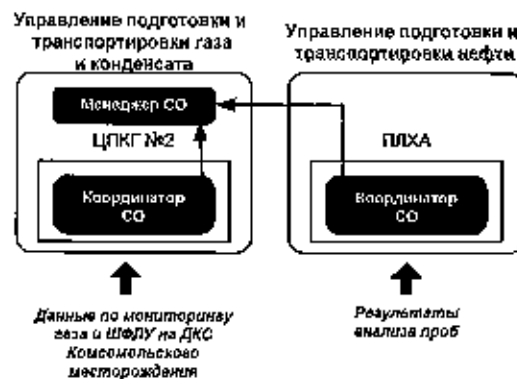 Управление подготовки и
транспортировки газа
и конденсата
Менеджер СО
ЦПКГ №2
Координатор
СО
Данные по мониторингу
газа и ШФЛУ на ДКС
Комсомольского
месторождения
Управление подготовки и
транспортировки нефти
ПЛХА
Координатор
СО
Результаты
анализа проб